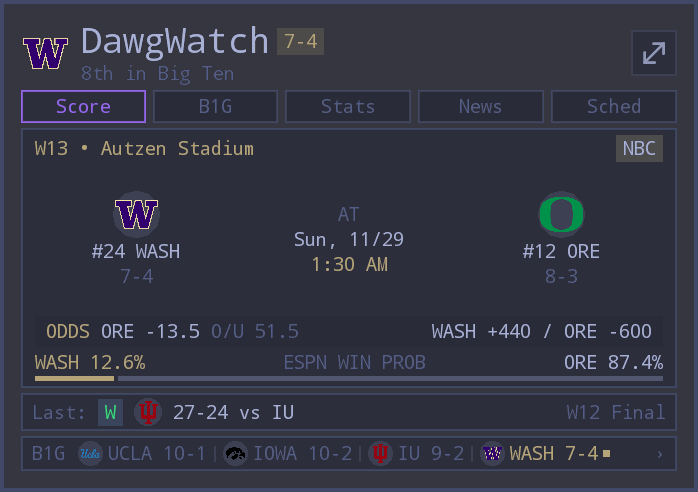 W DawgWatch 7-4
8th in Big Ten
Score B1G Stats News Sched
W13 • Autzen Stadium NBC
W AT O
Sun, 11/29
#24 WASH 1:30 AM #12 ORE
7-4 8-3
ODDS ORE -13.5 O/U 51.5 WASH +440 / ORE -600
WASH 12.6% ESPN WIN PROB ORE 87.4%
Last: W 27-24 vs IU W12 Final
B1G Ucla UCLA 10-1 | IOWA 10-2 | IU 9-2 | W WASH 7-4 ›